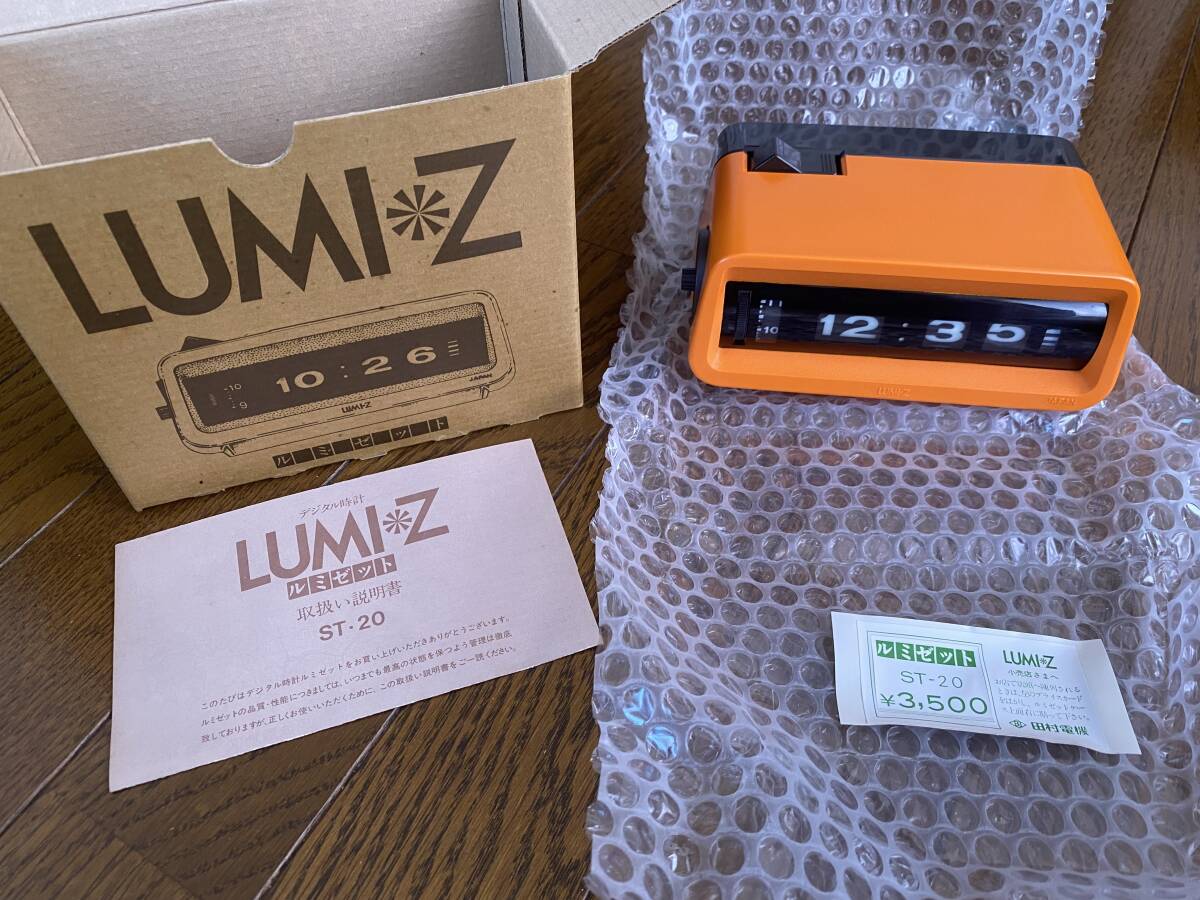 LUMI*Z
10:26
-10
9
JAPAN
LUMI-Z
ルミゼット
デジタル時計
LUMI*Z
ルミゼット
取扱い説明書
ST・20
このたびはデジタル時計ルミゼットをお買い上げいただきありがとうございます。
ルミゼットの品質・性能につきましては、いつまでも最高の状態を保つよう管理は徹底
致しておりますが、正しくお使いいただくために、この取扱い説明書をご一読ください。
-10
12:35
LUMI・Z
JAPAN
ルミゼット
ST-20
¥3,500
LUMI*Z
小売店さまへ
田村電機